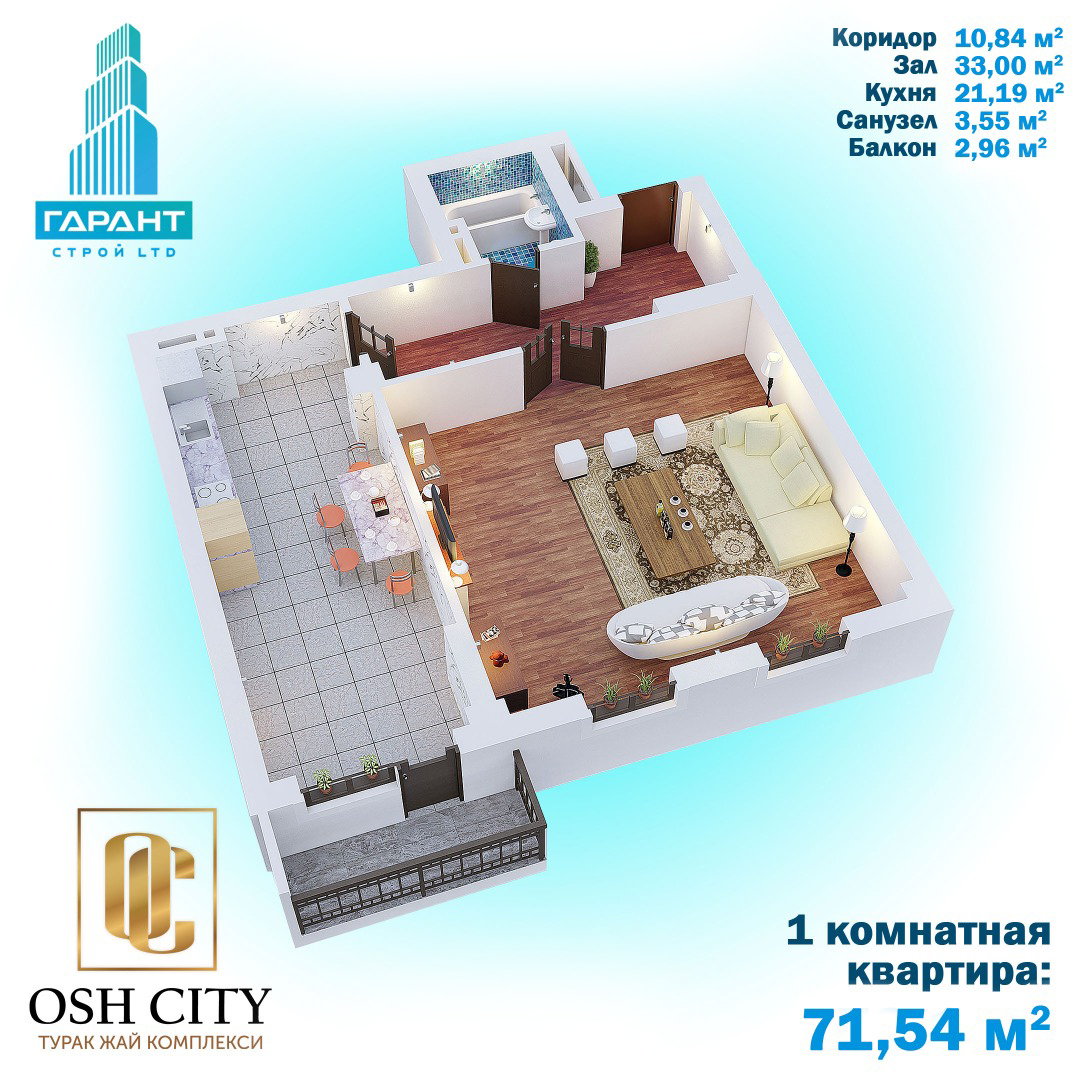 ГАРАНТ
СТРОЙ LTD
Коридор 10,84 м²
Зал 33,00 м²
Кухня 21,19 м²
Санузел 3,55 м²
Балкон 2,96 м²
OC
OSH CITY
ТУРАК ЖАЙ КОМПЛЕКСИ
1 комнатная
квартира:
71,54 м²